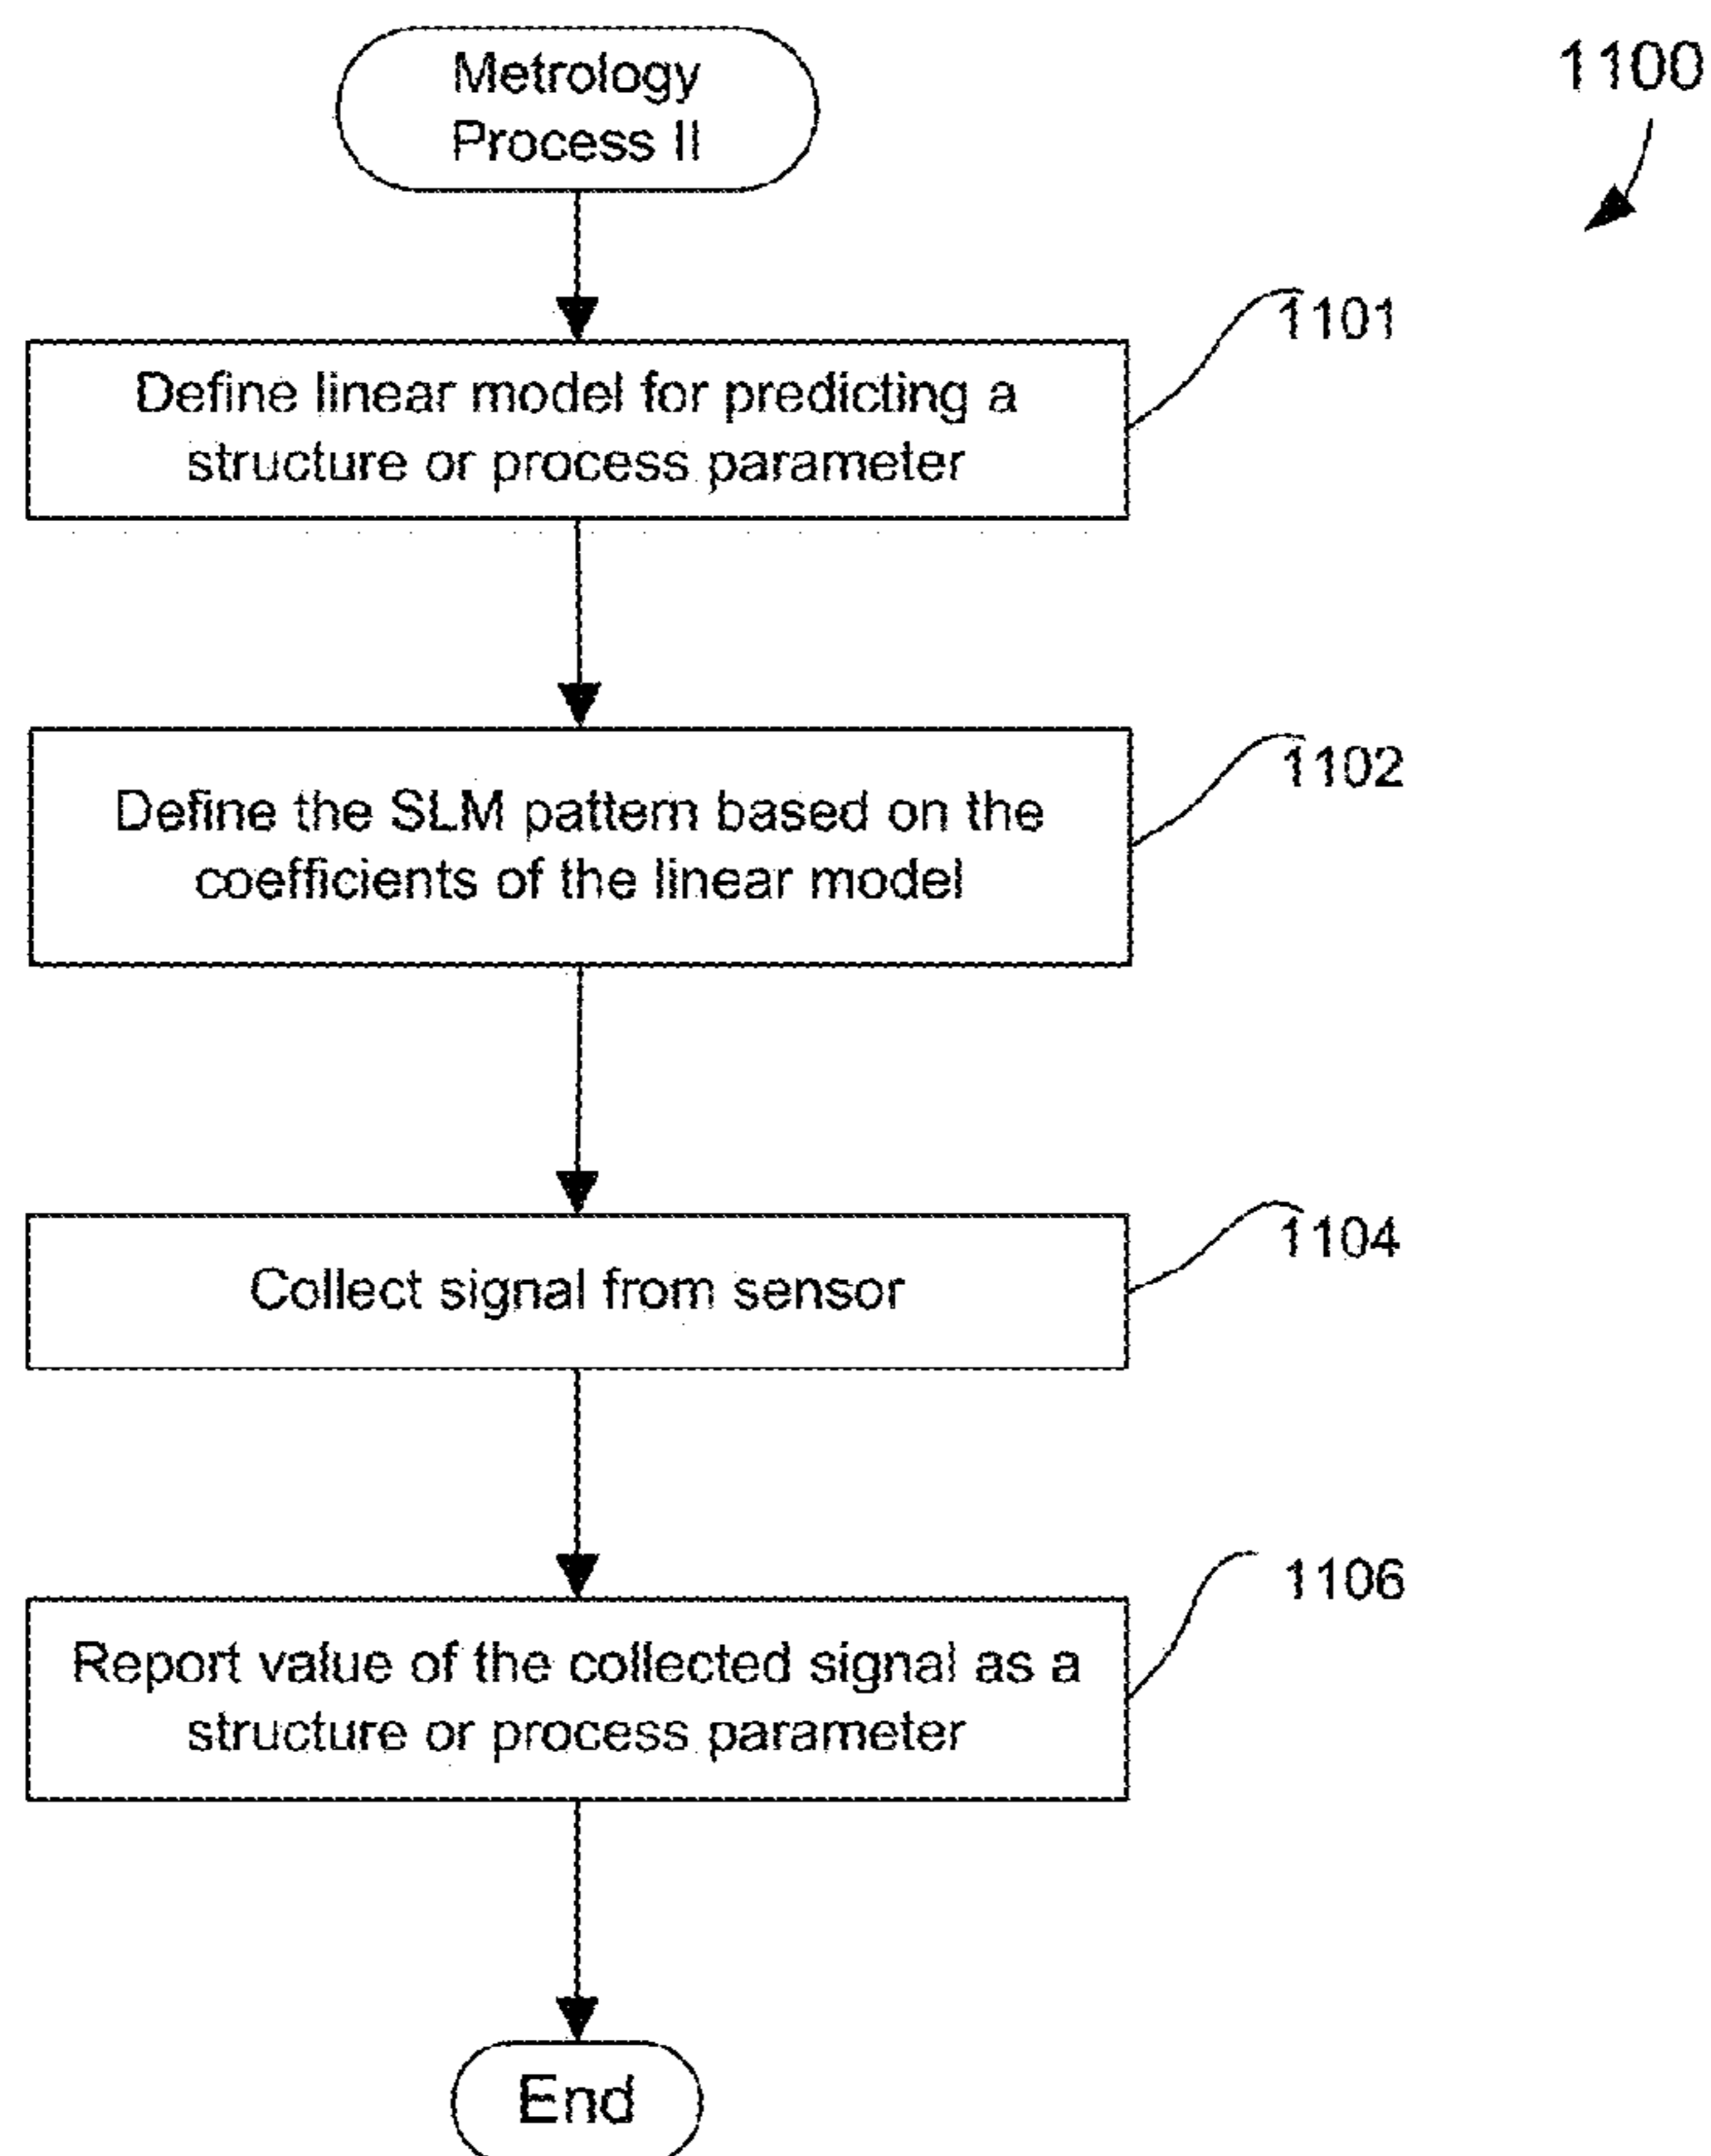 Metrology
Process II
1100
1101
Define linear model for predicting a
structure or process parameter
1102
Define the SLM pattern based on the
coefficients of the linear model
1104
Collect signal from sensor
1106
Report value of the collected signal as a
structure or process parameter
End